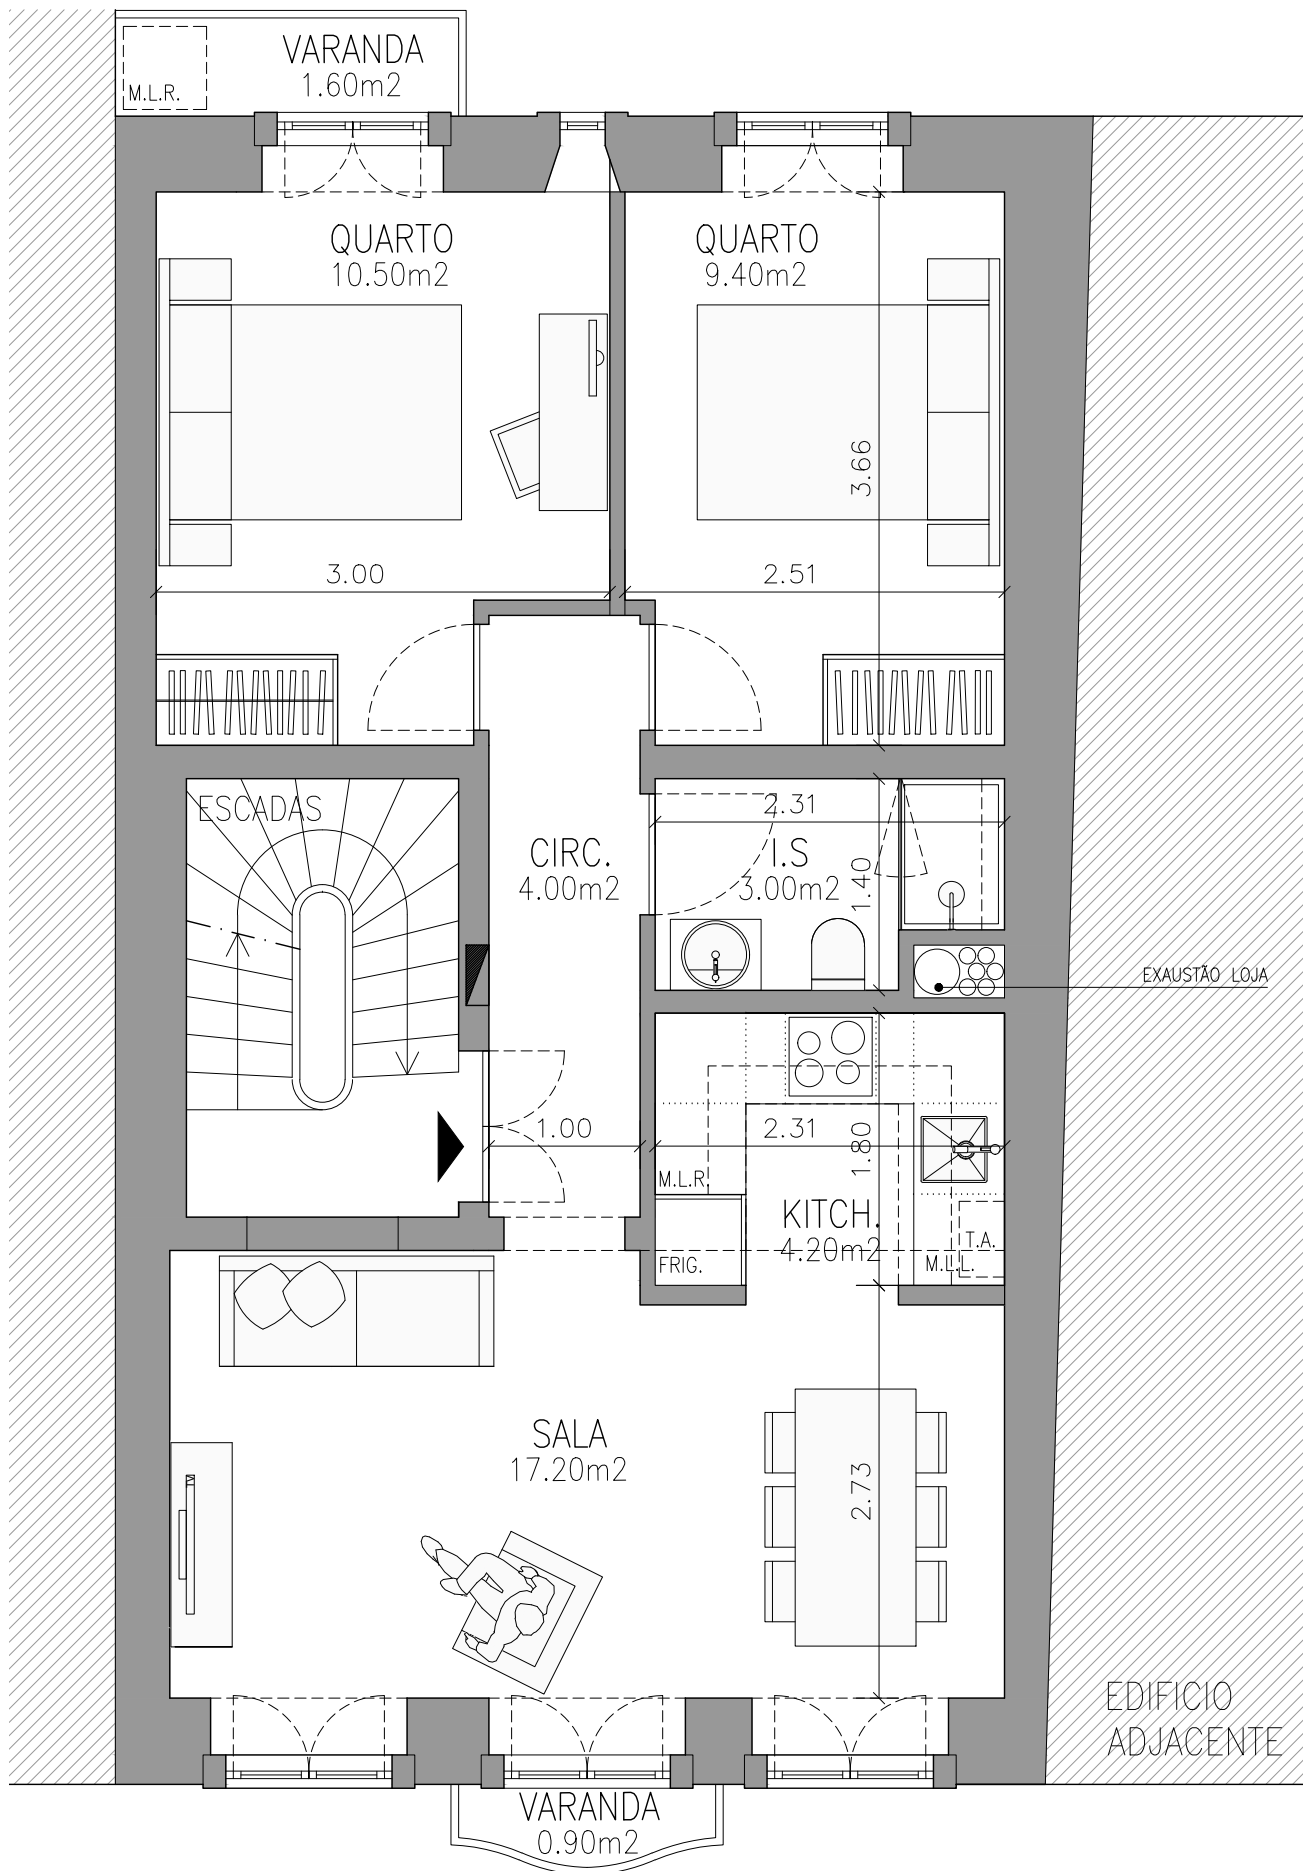 VARANDA
1.60m2
M.L.R.
QUARTO
10.50m2
QUARTO
9.40m2
3.66
3.00
2.51
ESCADAS
2.31
CIRC.
4.00m2
I.S
3.00m2
1.40
EXAUSTÃO LOJA
1.00
2.31
1.80
M.L.R.
KITCH.
4.20m2
FRIG.
T.A.
M.L.L.
SALA
17.20m2
2.73
EDIFICIO
ADJACENTE
VARANDA
0.90m2